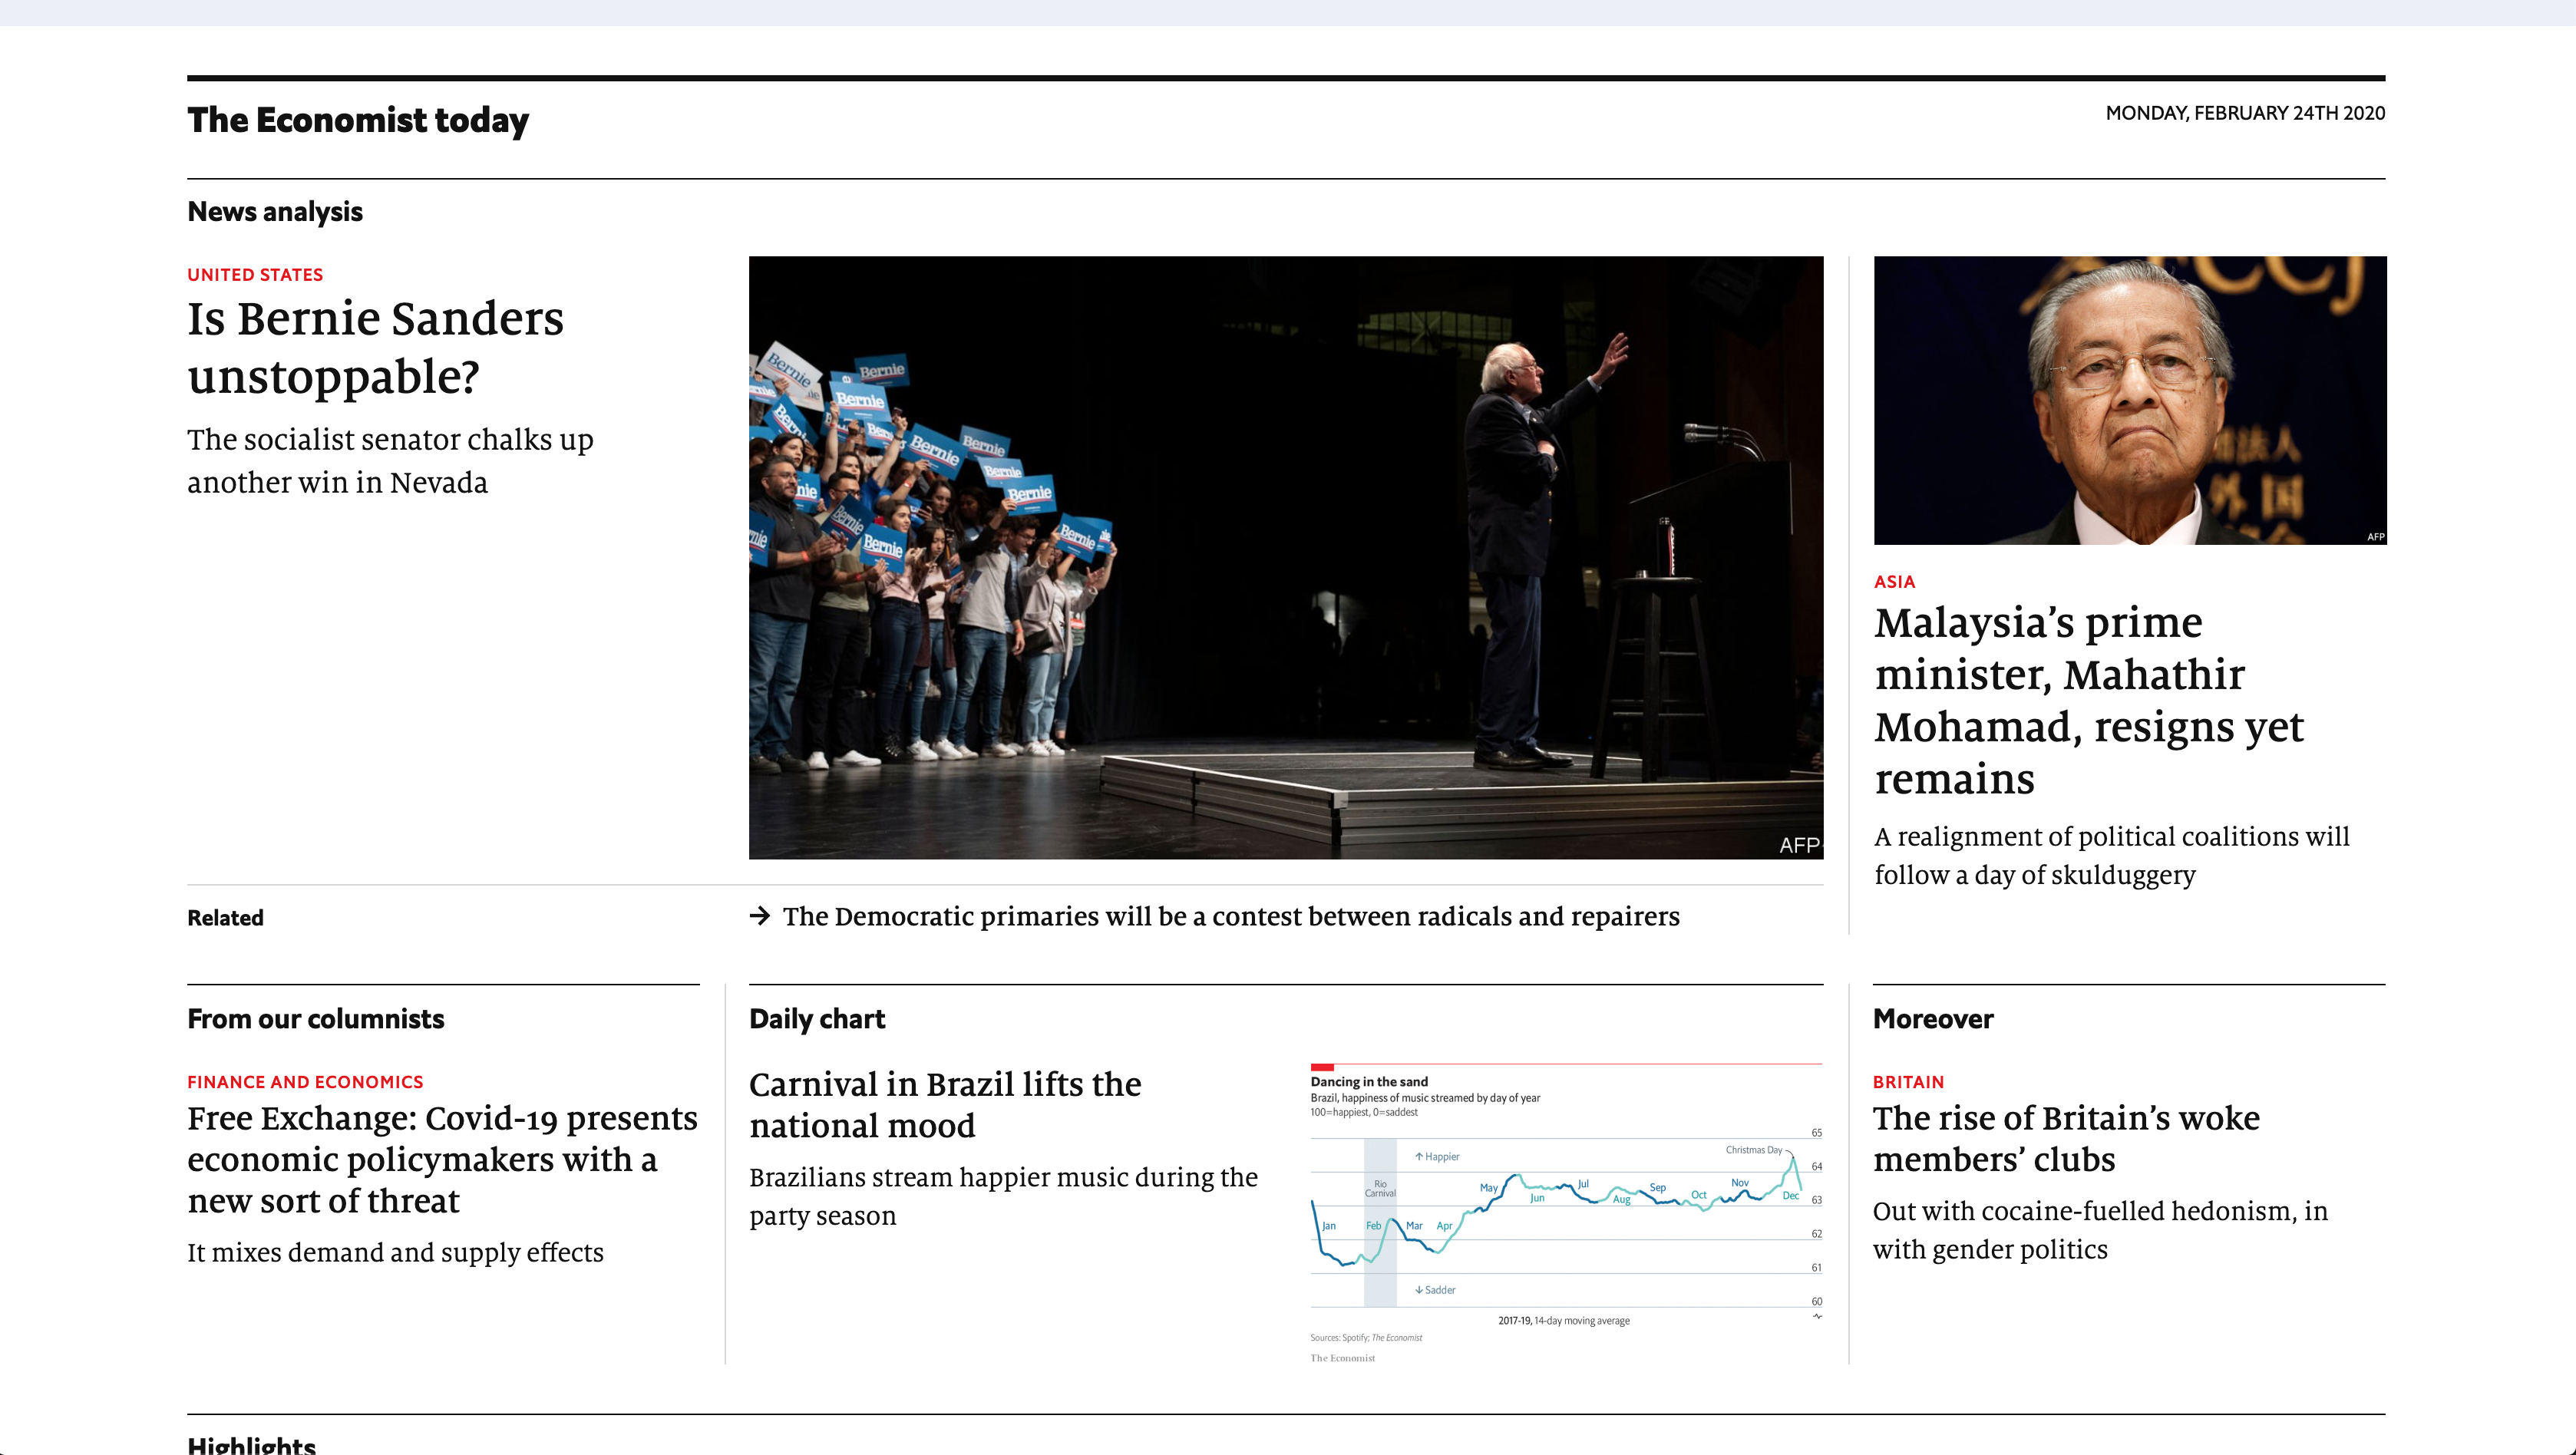 The Economist today
MONDAY, FEBRUARY 24TH 2020
News analysis
UNITED STATES
Is Bernie Sanders
unstoppable?
The socialist senator chalks up
another win in Nevada
Bernie
Bernie
Bernie
Bernie
Bernie
Bernie
Bernie
Bernie
Bernie
Bernie
Bernie
AFP
AFP
ASIA
Malaysia’s prime
minister, Mahathir
Mohamad, resigns yet
remains
A realignment of political coalitions will
follow a day of skulduggery
Related
→ The Democratic primaries will be a contest between radicals and repairers
From our columnists
FINANCE AND ECONOMICS
Free Exchange: Covid-19 presents
economic policymakers with a
new sort of threat
It mixes demand and supply effects
Daily chart
Carnival in Brazil lifts the
national mood
Brazilians stream happier music during the
party season
Dancing in the sand
Brazil, happiness of music streamed by day of year
100=happiest, 0=saddest
65
Christmas Day
↑ Happier
64
Rio
Carnival
May
Jun
Jul
Aug
Sep
Oct
Nov
Dec
63
Jan
Feb
Mar
Apr
62
61
↓ Sadder
60
2017-19, 14-day moving average
Sources: Spotify; The Economist
The Economist
Moreover
BRITAIN
The rise of Britain’s woke
members’ clubs
Out with cocaine-fuelled hedonism, in
with gender politics
Highlights